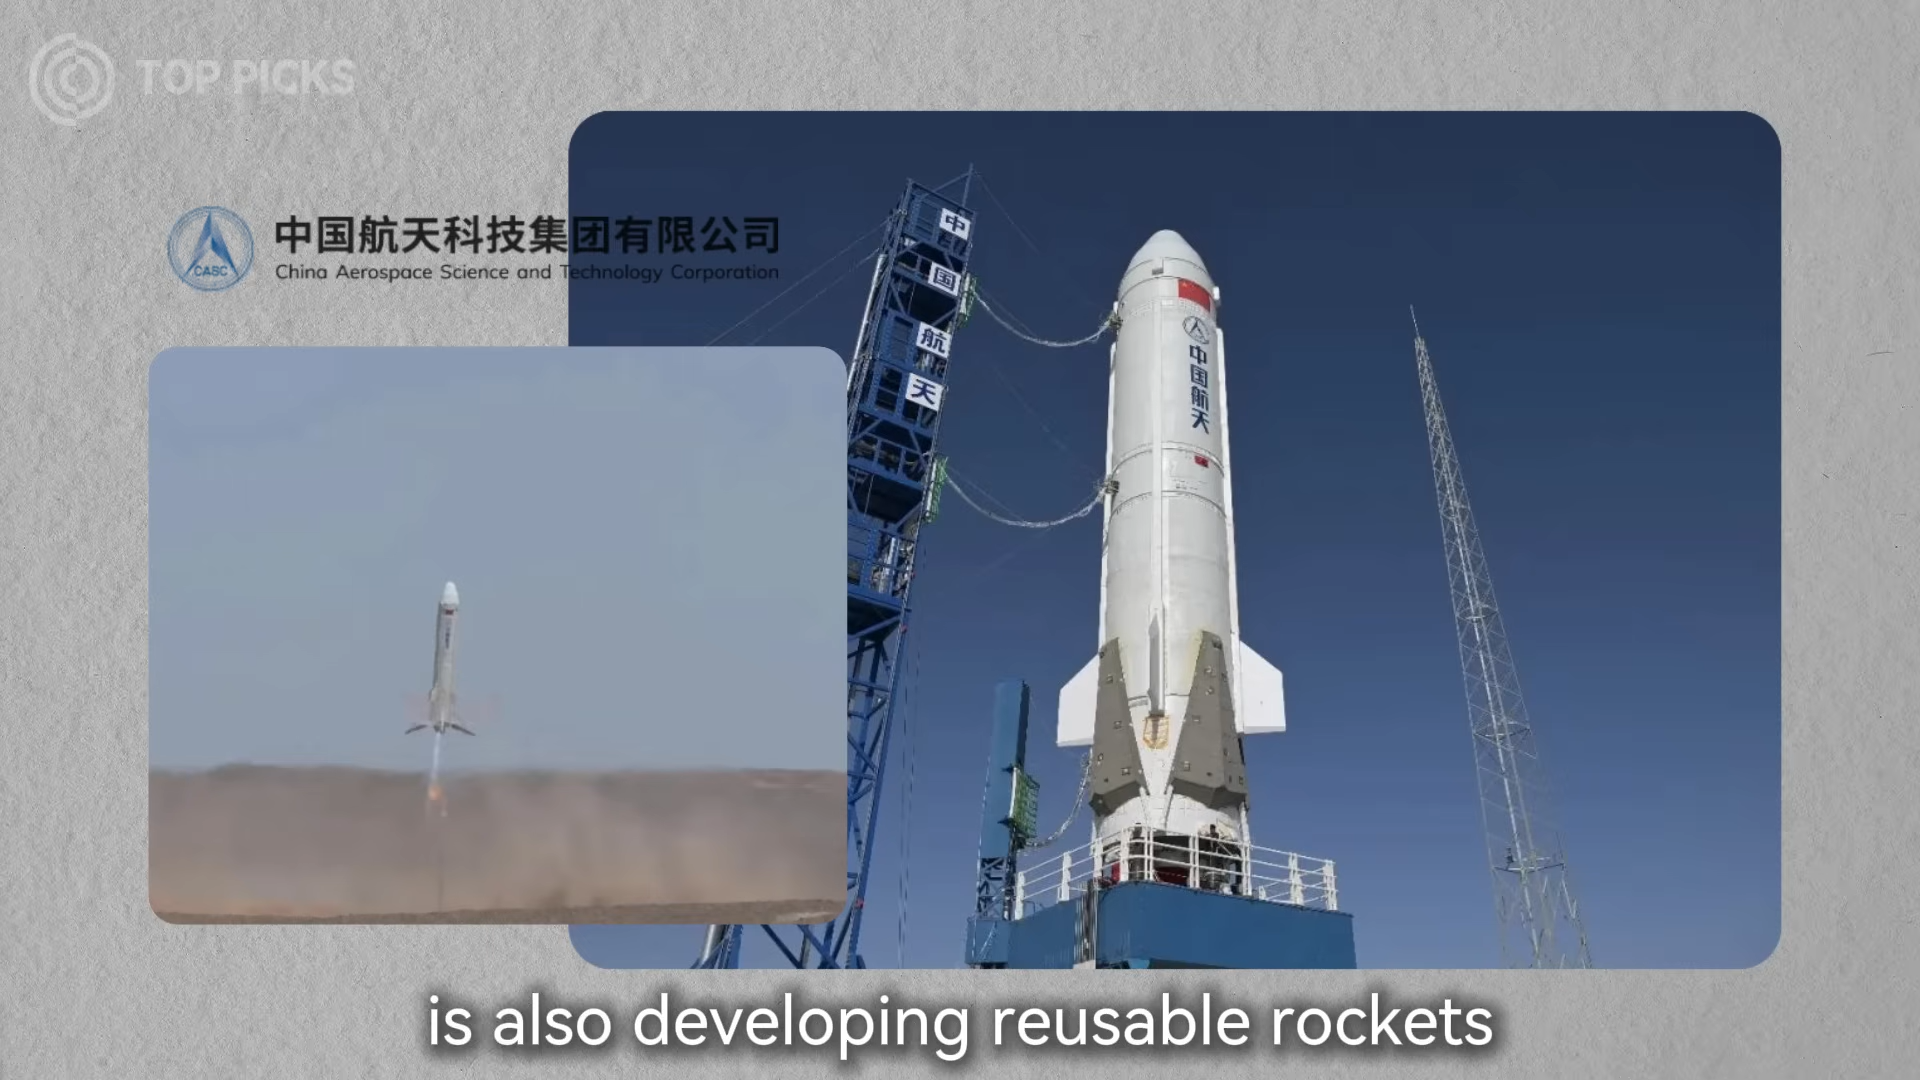 TOP PICKS
中国航天科技集团有限公司
CASC
China Aerospace Science and Technology Corporation
中国航天
中国航天
is also developing reusable rockets